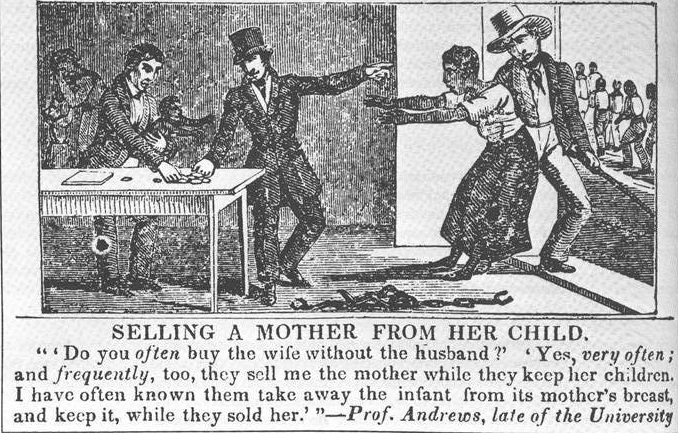 SELLING A MOTHER FROM HER CHILD.
"'Do you often buy the wife without the husband?' 'Yes, very often;
and frequently, too, they sell me the mother while they keep her children.
I have often known them take away the infant from its mother's breast,
and keep it, while they sold her.'"—Prof. Andrews, late of the University